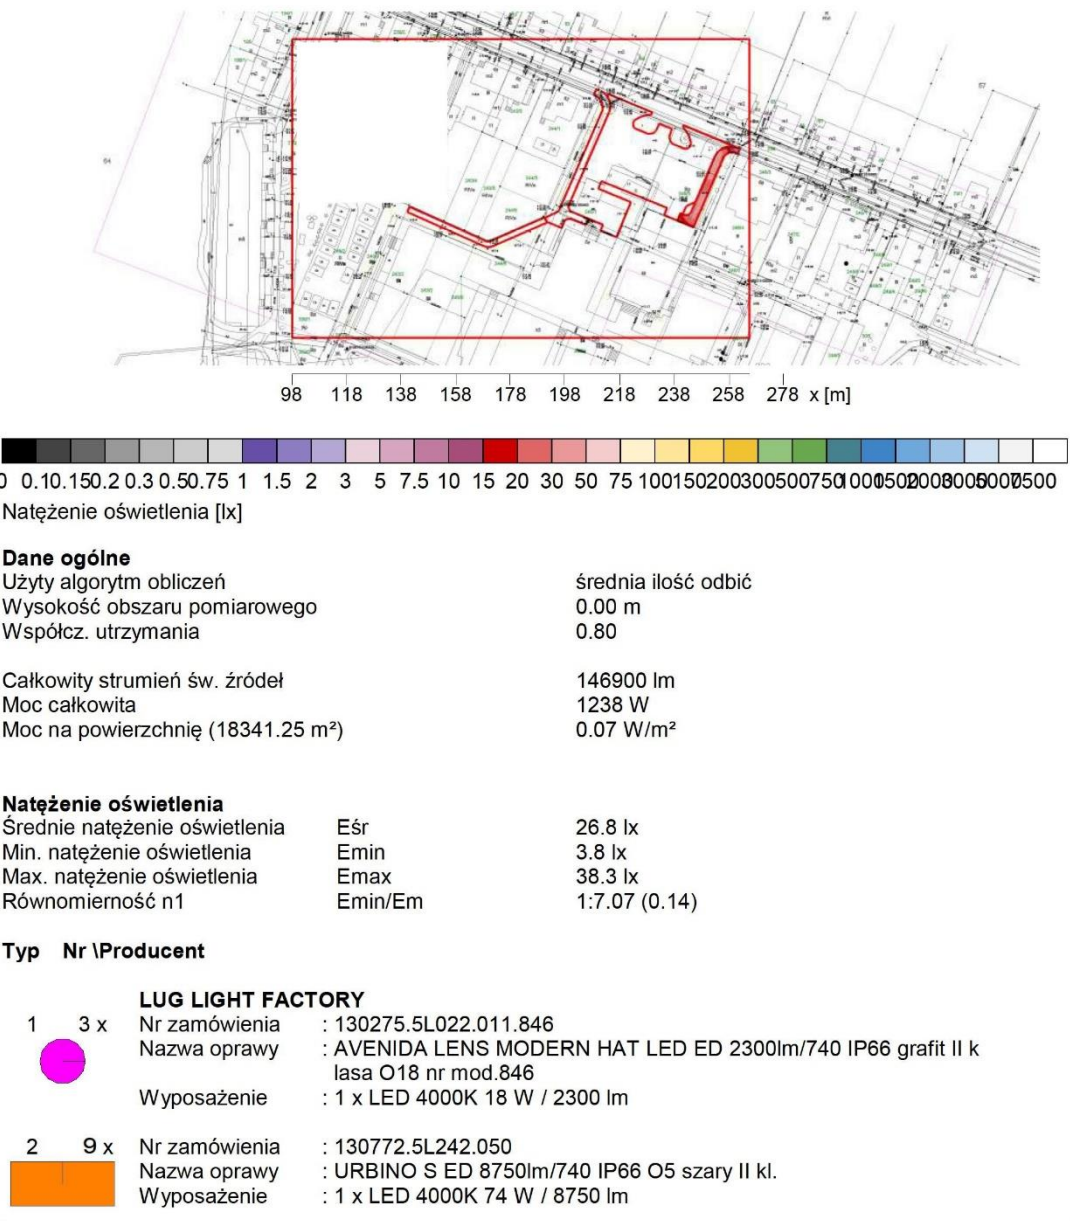 98 118 138 158 178 198 218 238 258 278 x [m]
0 0.1 0.15 0.2 0.3 0.5 0.75 1 1.5 2 3 5 7.5 10 15 20 30 50 75 100 150 200 300 500 750 1000 1500 2000 3000 5000 7500
Natężenie oświetlenia [lx]
Dane ogólne
Użyty algorytm obliczeń średnia ilość odbić
Wysokość obszaru pomiarowego 0.00 m
Współcz. utrzymania 0.80
Całkowity strumień św. źródeł 146900 lm
Moc całkowita 1238 W
Moc na powierzchnię (18341.25 m²) 0.07 W/m²
Natężenie oświetlenia
Średnie natężenie oświetlenia Eśr 26.8 lx
Min. natężenie oświetlenia Emin 3.8 lx
Max. natężenie oświetlenia Emax 38.3 lx
Równomierność n1 Emin/Em 1:7.07 (0.14)
Typ Nr \Producent
LUG LIGHT FACTORY
1 3 x Nr zamówienia : 130275.5L022.011.846
Nazwa oprawy : AVENIDA LENS MODERN HAT LED ED 2300lm/740 IP66 grafit II k
lasa O18 nr mod.846
Wyposażenie : 1 x LED 4000K 18 W / 2300 lm
2 9 x Nr zamówienia : 130772.5L242.050
Nazwa oprawy : URBINO S ED 8750lm/740 IP66 O5 szary II kl.
Wyposażenie : 1 x LED 4000K 74 W / 8750 lm